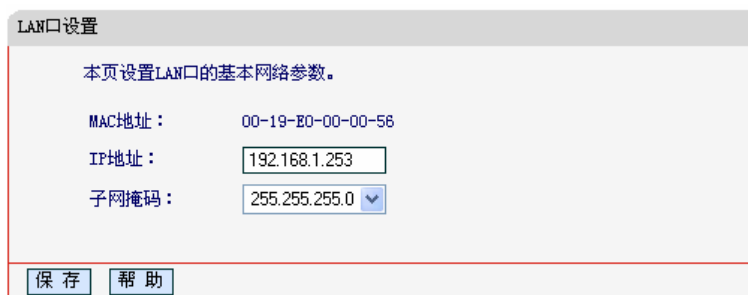 LAN口设置
本页设置LAN口的基本网络参数。
MAC地址： 00-19-E0-00-00-56
IP地址： 192.168.1.253
子网掩码： 255.255.255.0
保 存 帮 助